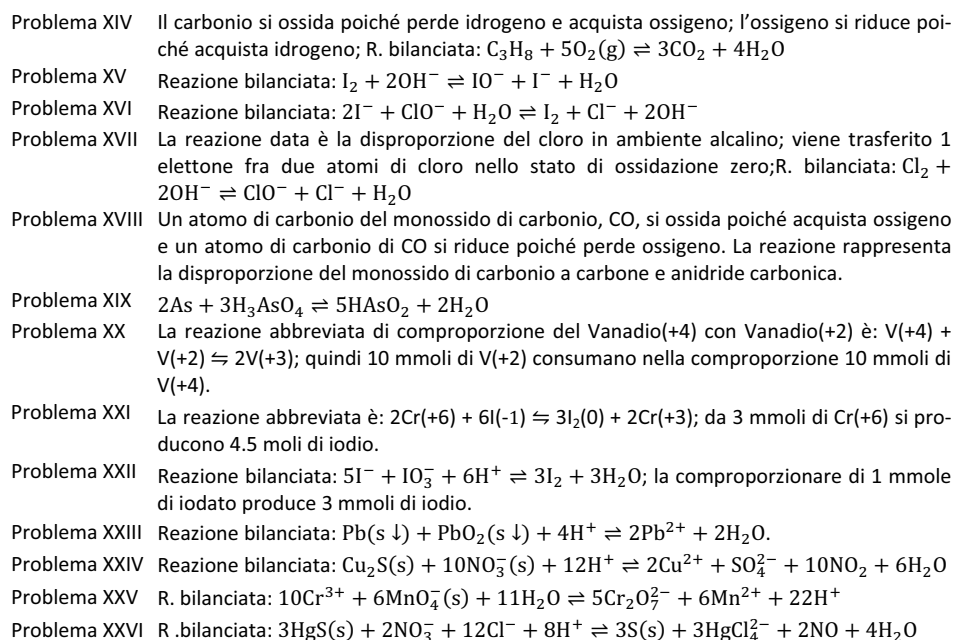 Problema XIV Il carbonio si ossida poiché perde idrogeno e acquista ossigeno; l'ossigeno si riduce poi-
ché acquista idrogeno; R. bilanciata: C₃H₈ + 5O₂(g) ⇌ 3CO₂ + 4H₂O
Problema XV Reazione bilanciata: I₂ + 2OH⁻ ⇌ IO⁻ + I⁻ + H₂O
Problema XVI Reazione bilanciata: 2I⁻ + ClO⁻ + H₂O ⇌ I₂ + Cl⁻ + 2OH⁻
Problema XVII La reazione data è la disproporzione del cloro in ambiente alcalino; viene trasferito 1
elettone fra due atomi di cloro nello stato di ossidazione zero;R. bilanciata: Cl₂ +
2OH⁻ ⇌ ClO⁻ + Cl⁻ + H₂O
Problema XVIII Un atomo di carbonio del monossido di carbonio, CO, si ossida poiché acquista ossigeno
e un atomo di carbonio di CO si riduce poiché perde ossigeno. La reazione rappresenta
la disproporzione del monossido di carbonio a carbone e anidride carbonica.
Problema XIX 2As + 3H₃AsO₄ ⇌ 5HAsO₂ + 2H₂O
Problema XX La reazione abbreviata di comproporzione del Vanadio(+4) con Vanadio(+2) è: V(+4) +
V(+2) ⇋ 2V(+3); quindi 10 mmoli di V(+2) consumano nella comproporzione 10 mmoli di
V(+4).
Problema XXI La reazione abbreviata è: 2Cr(+6) + 6I(-1) ⇋ 3I₂(0) + 2Cr(+3); da 3 mmoli di Cr(+6) si pro-
ducono 4.5 moli di iodio.
Problema XXII Reazione bilanciata: 5I⁻ + IO₃⁻ + 6H⁺ ⇌ 3I₂ + 3H₂O; la comproporzionare di 1 mmole
di iodato produce 3 mmoli di iodio.
Problema XXIII Reazione bilanciata: Pb(s ↓) + PbO₂(s ↓) + 4H⁺ ⇌ 2Pb²⁺ + 2H₂O.
Problema XXIV Reazione bilanciata: Cu₂S(s) + 10NO₃⁻(s) + 12H⁺ ⇌ 2Cu²⁺ + SO₄²⁻ + 10NO₂ + 6H₂O
Problema XXV R. bilanciata: 10Cr³⁺ + 6MnO₄⁻(s) + 11H₂O ⇌ 5Cr₂O₇²⁻ + 6Mn²⁺ + 22H⁺
Problema XXVI R .bilanciata: 3HgS(s) + 2NO₃⁻ + 12Cl⁻ + 8H⁺ ⇌ 3S(s) + 3HgCl₄²⁻ + 2NO + 4H₂O